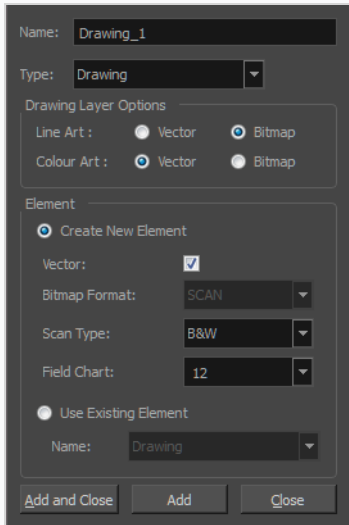 Name: Drawing_1
Type: Drawing
Drawing Layer Options
Line Art : Vector Bitmap
Colour Art : Vector Bitmap
Element
Create New Element
Vector:
Bitmap Format: SCAN
Scan Type: B&W
Field Chart: 12
Use Existing Element
Name: Drawing
Add and Close Add Close